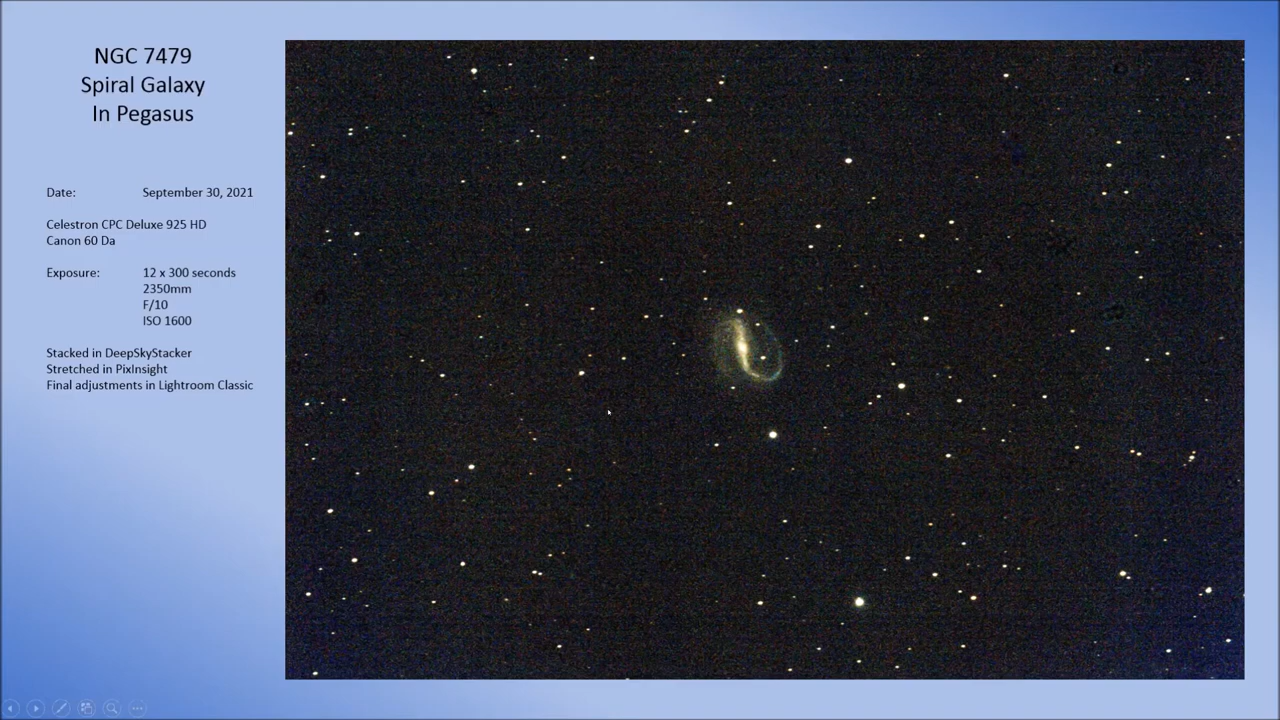 NGC 7479
Spiral Galaxy
In Pegasus
Date: September 30, 2021
Celestron CPC Deluxe 925 HD
Canon 60 Da
Exposure: 12 x 300 seconds
2350mm
F/10
ISO 1600
Stacked in DeepSkyStacker
Stretched in PixInsight
Final adjustments in Lightroom Classic